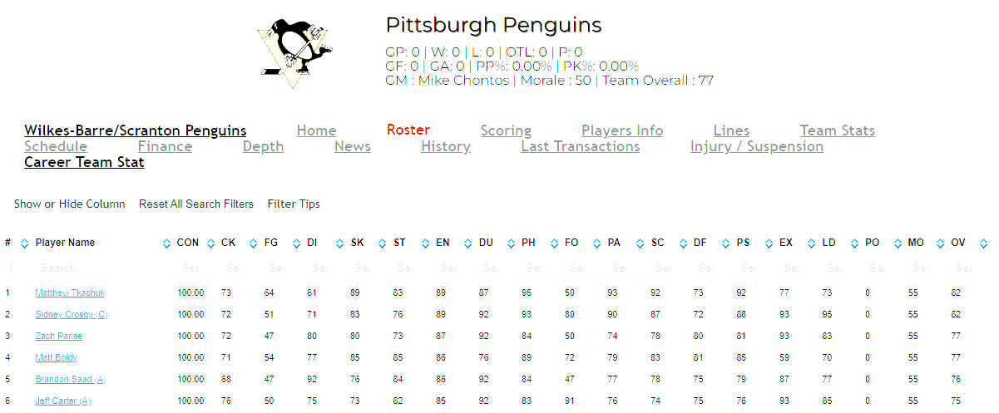 Pittsburgh Penguins
GP: 0 | W: 0 | L: 0 | OTL: 0 | P: 0
GF: 0 | GA: 0 | PP%: 0.00% | PK%: 0.00%
GM : Mike Chontos | Morale : 50 | Team Overall : 77
Wilkes-Barre/Scranton Penguins Home Roster Scoring Players Info Lines Team Stats
Schedule Finance Depth News History Last Transactions Injury / Suspension
Career Team Stat
Show or Hide Column Reset All Search Filters Filter Tips
# Player Name CON CK FG DI SK ST EN DU PH FO PA SC DF PS EX LD PO MO OV
S Search Sea Sea Sea Sea Sea Sea Sea Sea Sea Sea Sea Sea Sea Sea Sea Sea Sea Sea Sea
1 Matthew Tkachuk 100.00 73 64 61 89 83 89 87 95 50 93 92 73 92 77 73 0 55 82
2 Sidney Crosby (C) 100.00 72 51 71 83 76 89 92 93 80 90 87 72 88 93 95 0 55 82
3 Zach Parise 100.00 72 47 80 80 73 87 92 84 50 74 78 80 81 93 83 0 55 77
4 Matt Boldy 100.00 71 54 77 85 85 86 76 89 72 79 83 81 85 59 70 0 55 77
5 Brandon Saad (A) 100.00 68 47 92 76 84 86 92 84 47 77 78 75 79 87 77 0 55 76
6 Jeff Carter (A) 100.00 76 50 75 73 82 85 92 83 91 76 74 75 76 93 85 0 55 75